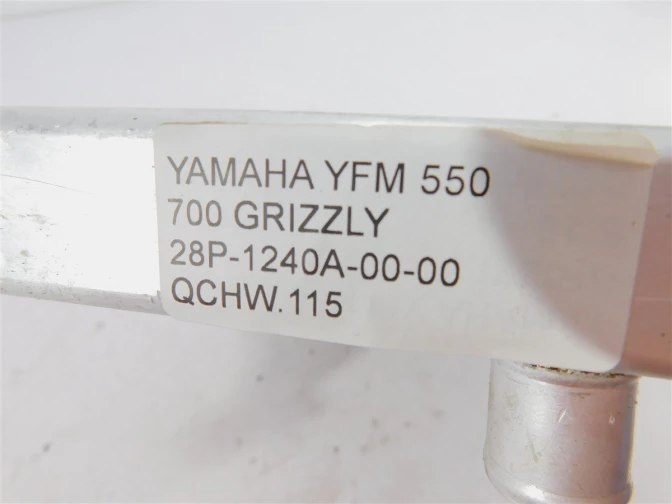 YAMAHA YFM 550
700 GRIZZLY
28P-1240A-00-00
QCHW.115